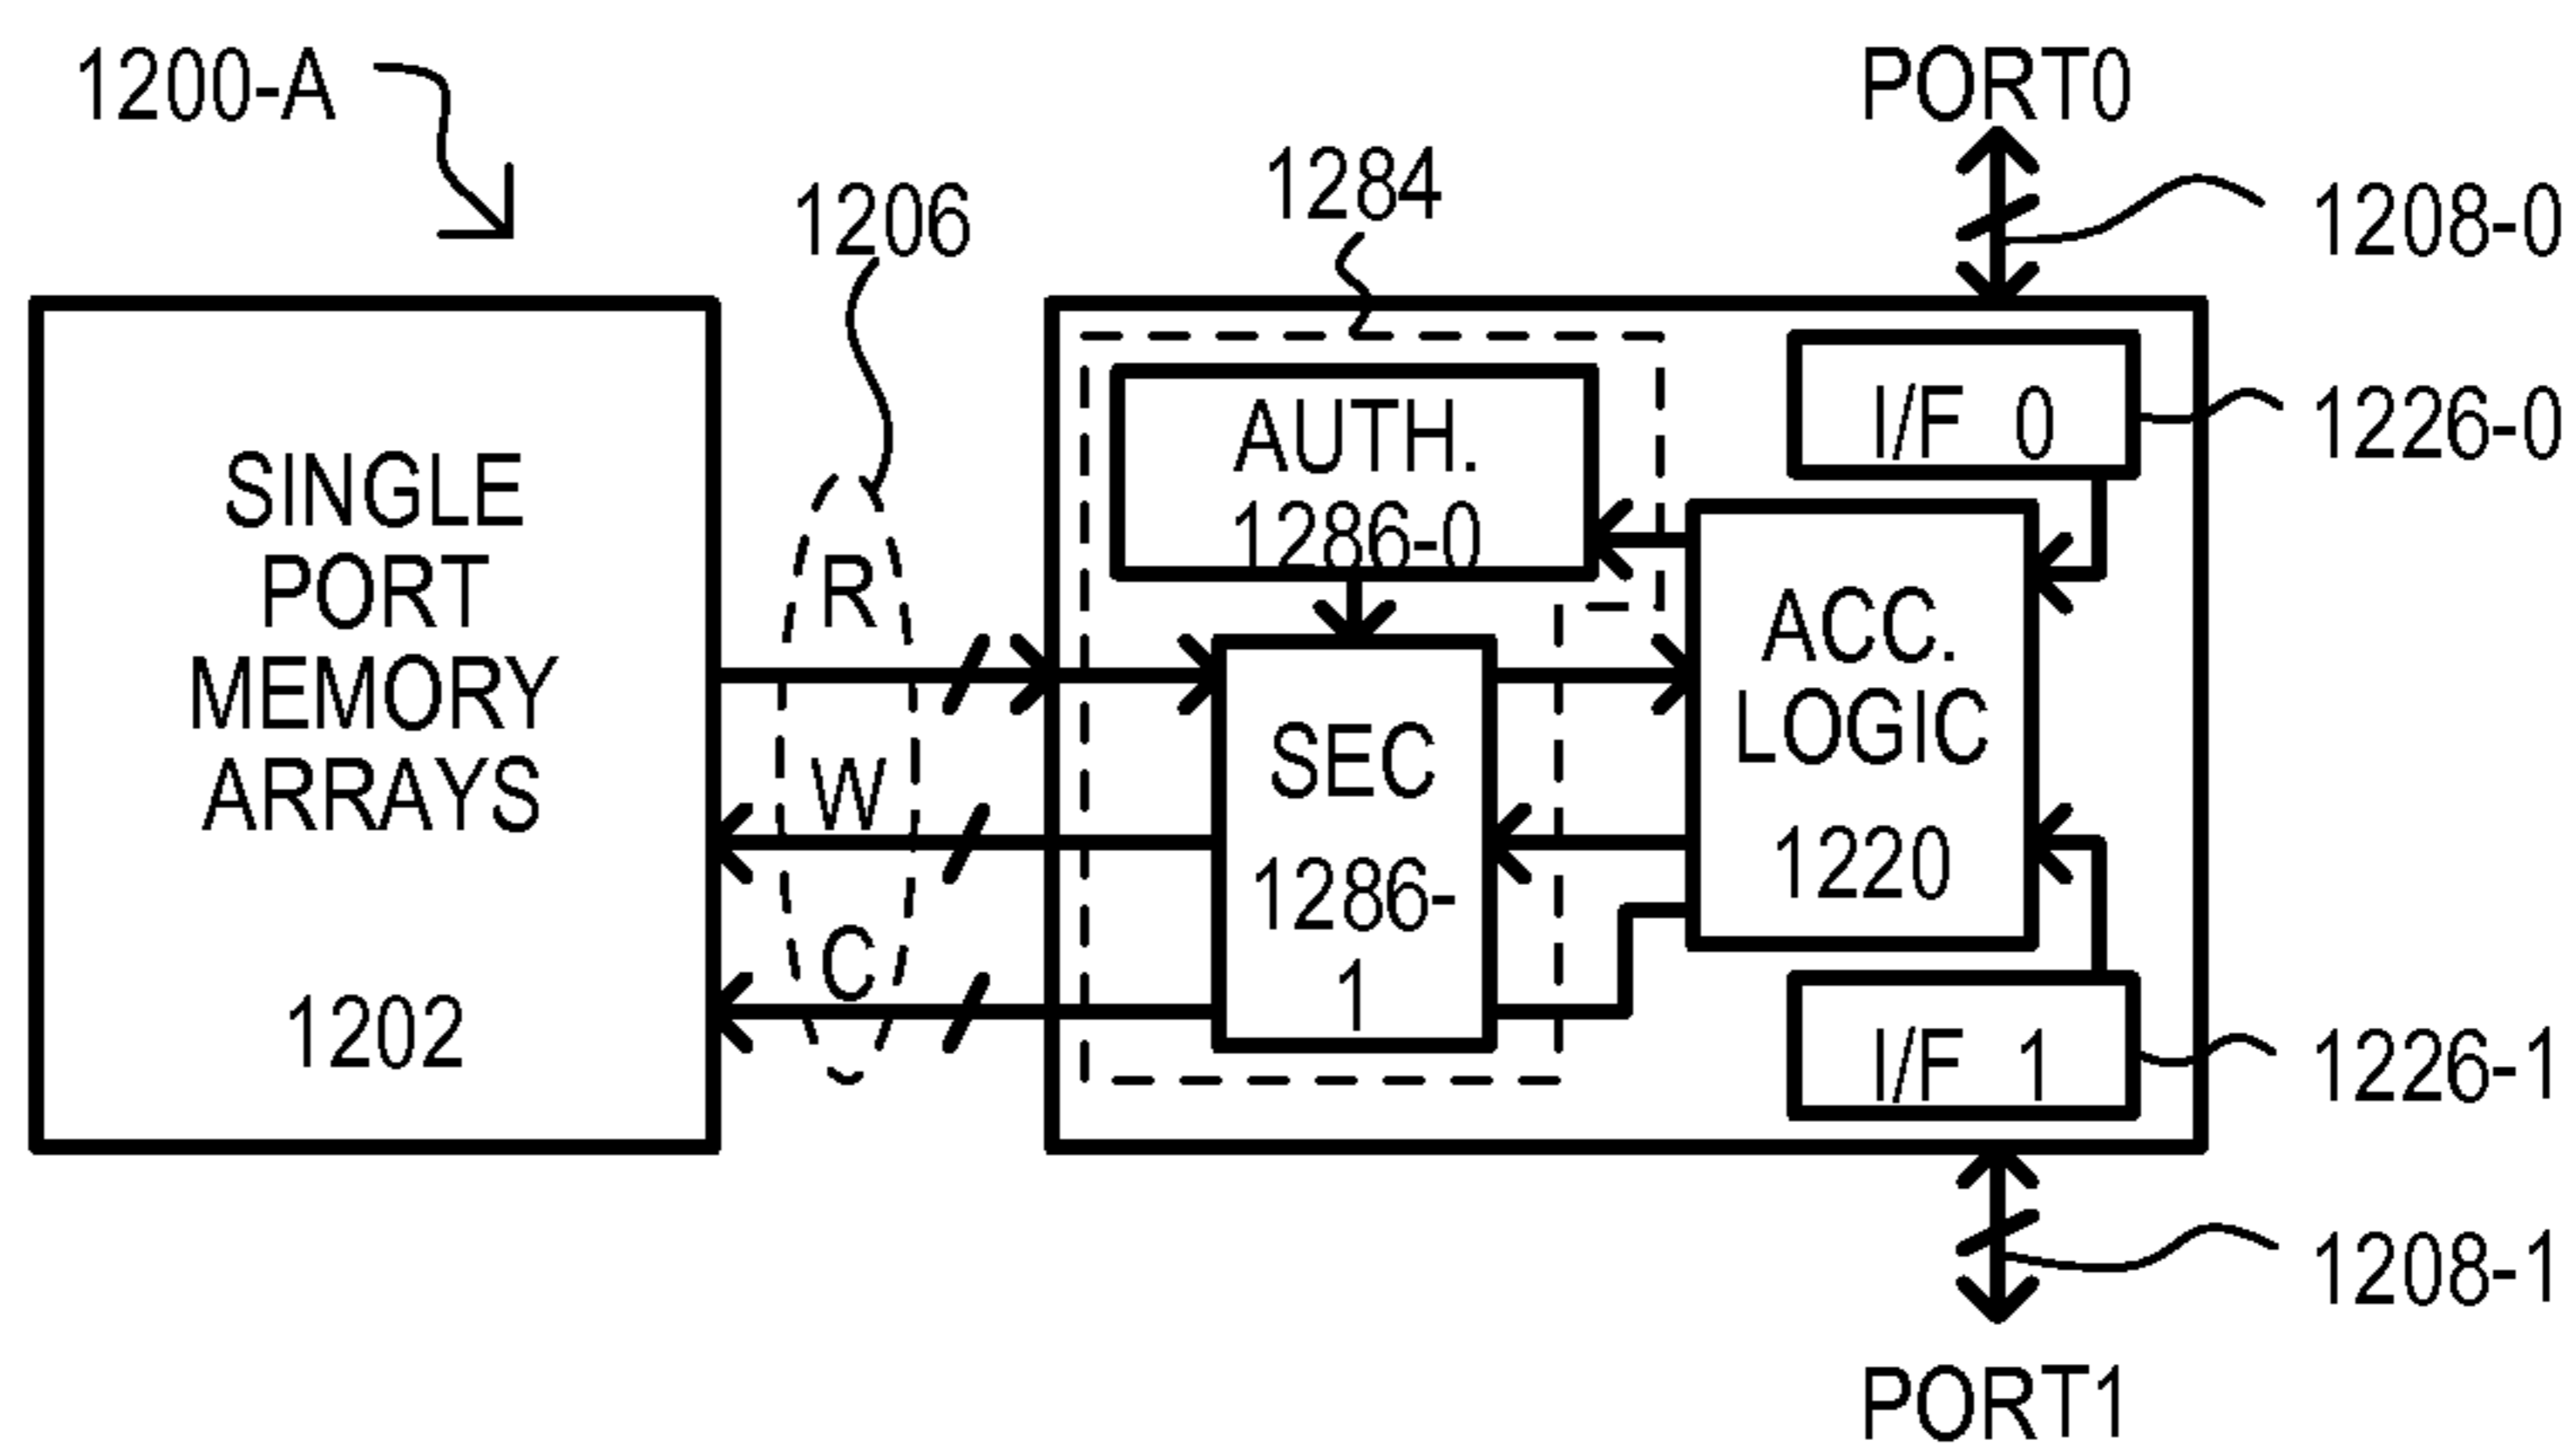 1200-A
1206
1284
PORT0
1208-0
1226-0
SINGLE
PORT
MEMORY
ARRAYS
1202
R
W
C
AUTH.
1286-0
SEC
1286-
1
ACC.
LOGIC
1220
I/F 0
I/F 1
1226-1
1208-1
PORT1